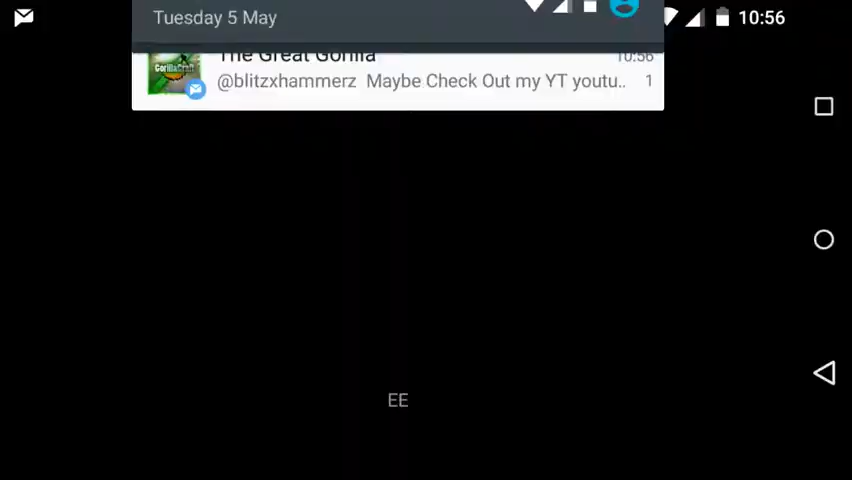 Tuesday 5 May
10:56
The Great Gorilla
10:56
GorillaCraft
@blitzxhammerz Maybe Check Out my YT youtu..
1
EE